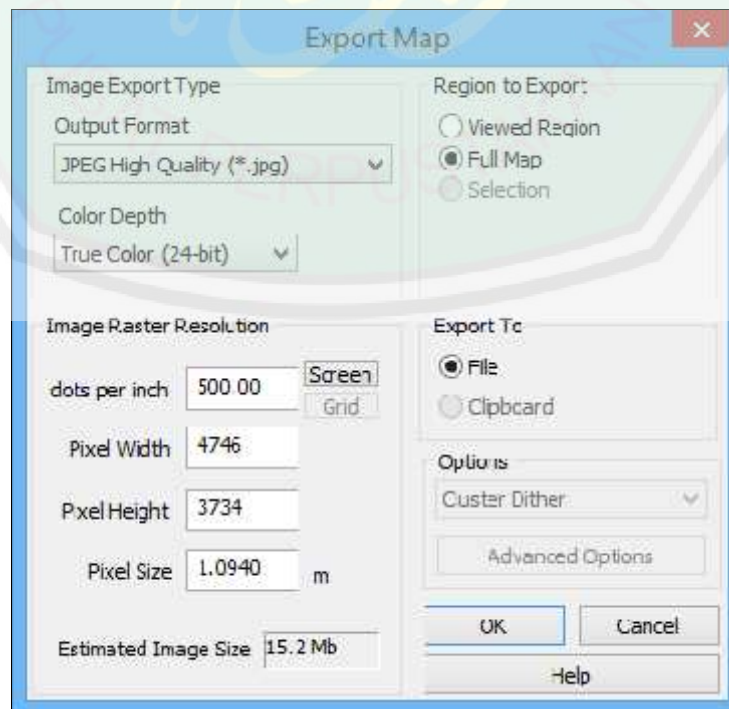 Export Map
Image Export Type
Output Format
JPEG High Quality (*.jpg)
Color Depth
True Color (24-bit)
Region to Export
Viewed Region
Full Map
Selection
Image Raster Resolution
dots per inch 500.00
Screen
Grid
Pixel Width 4746
Pixel Height 3734
Pixel Size 1.0940 m
Estimated Image Size 15.2 Mb
Export To
File
Clipboard
Options
Custer Dither
Advanced Options
OK Cancel
Help